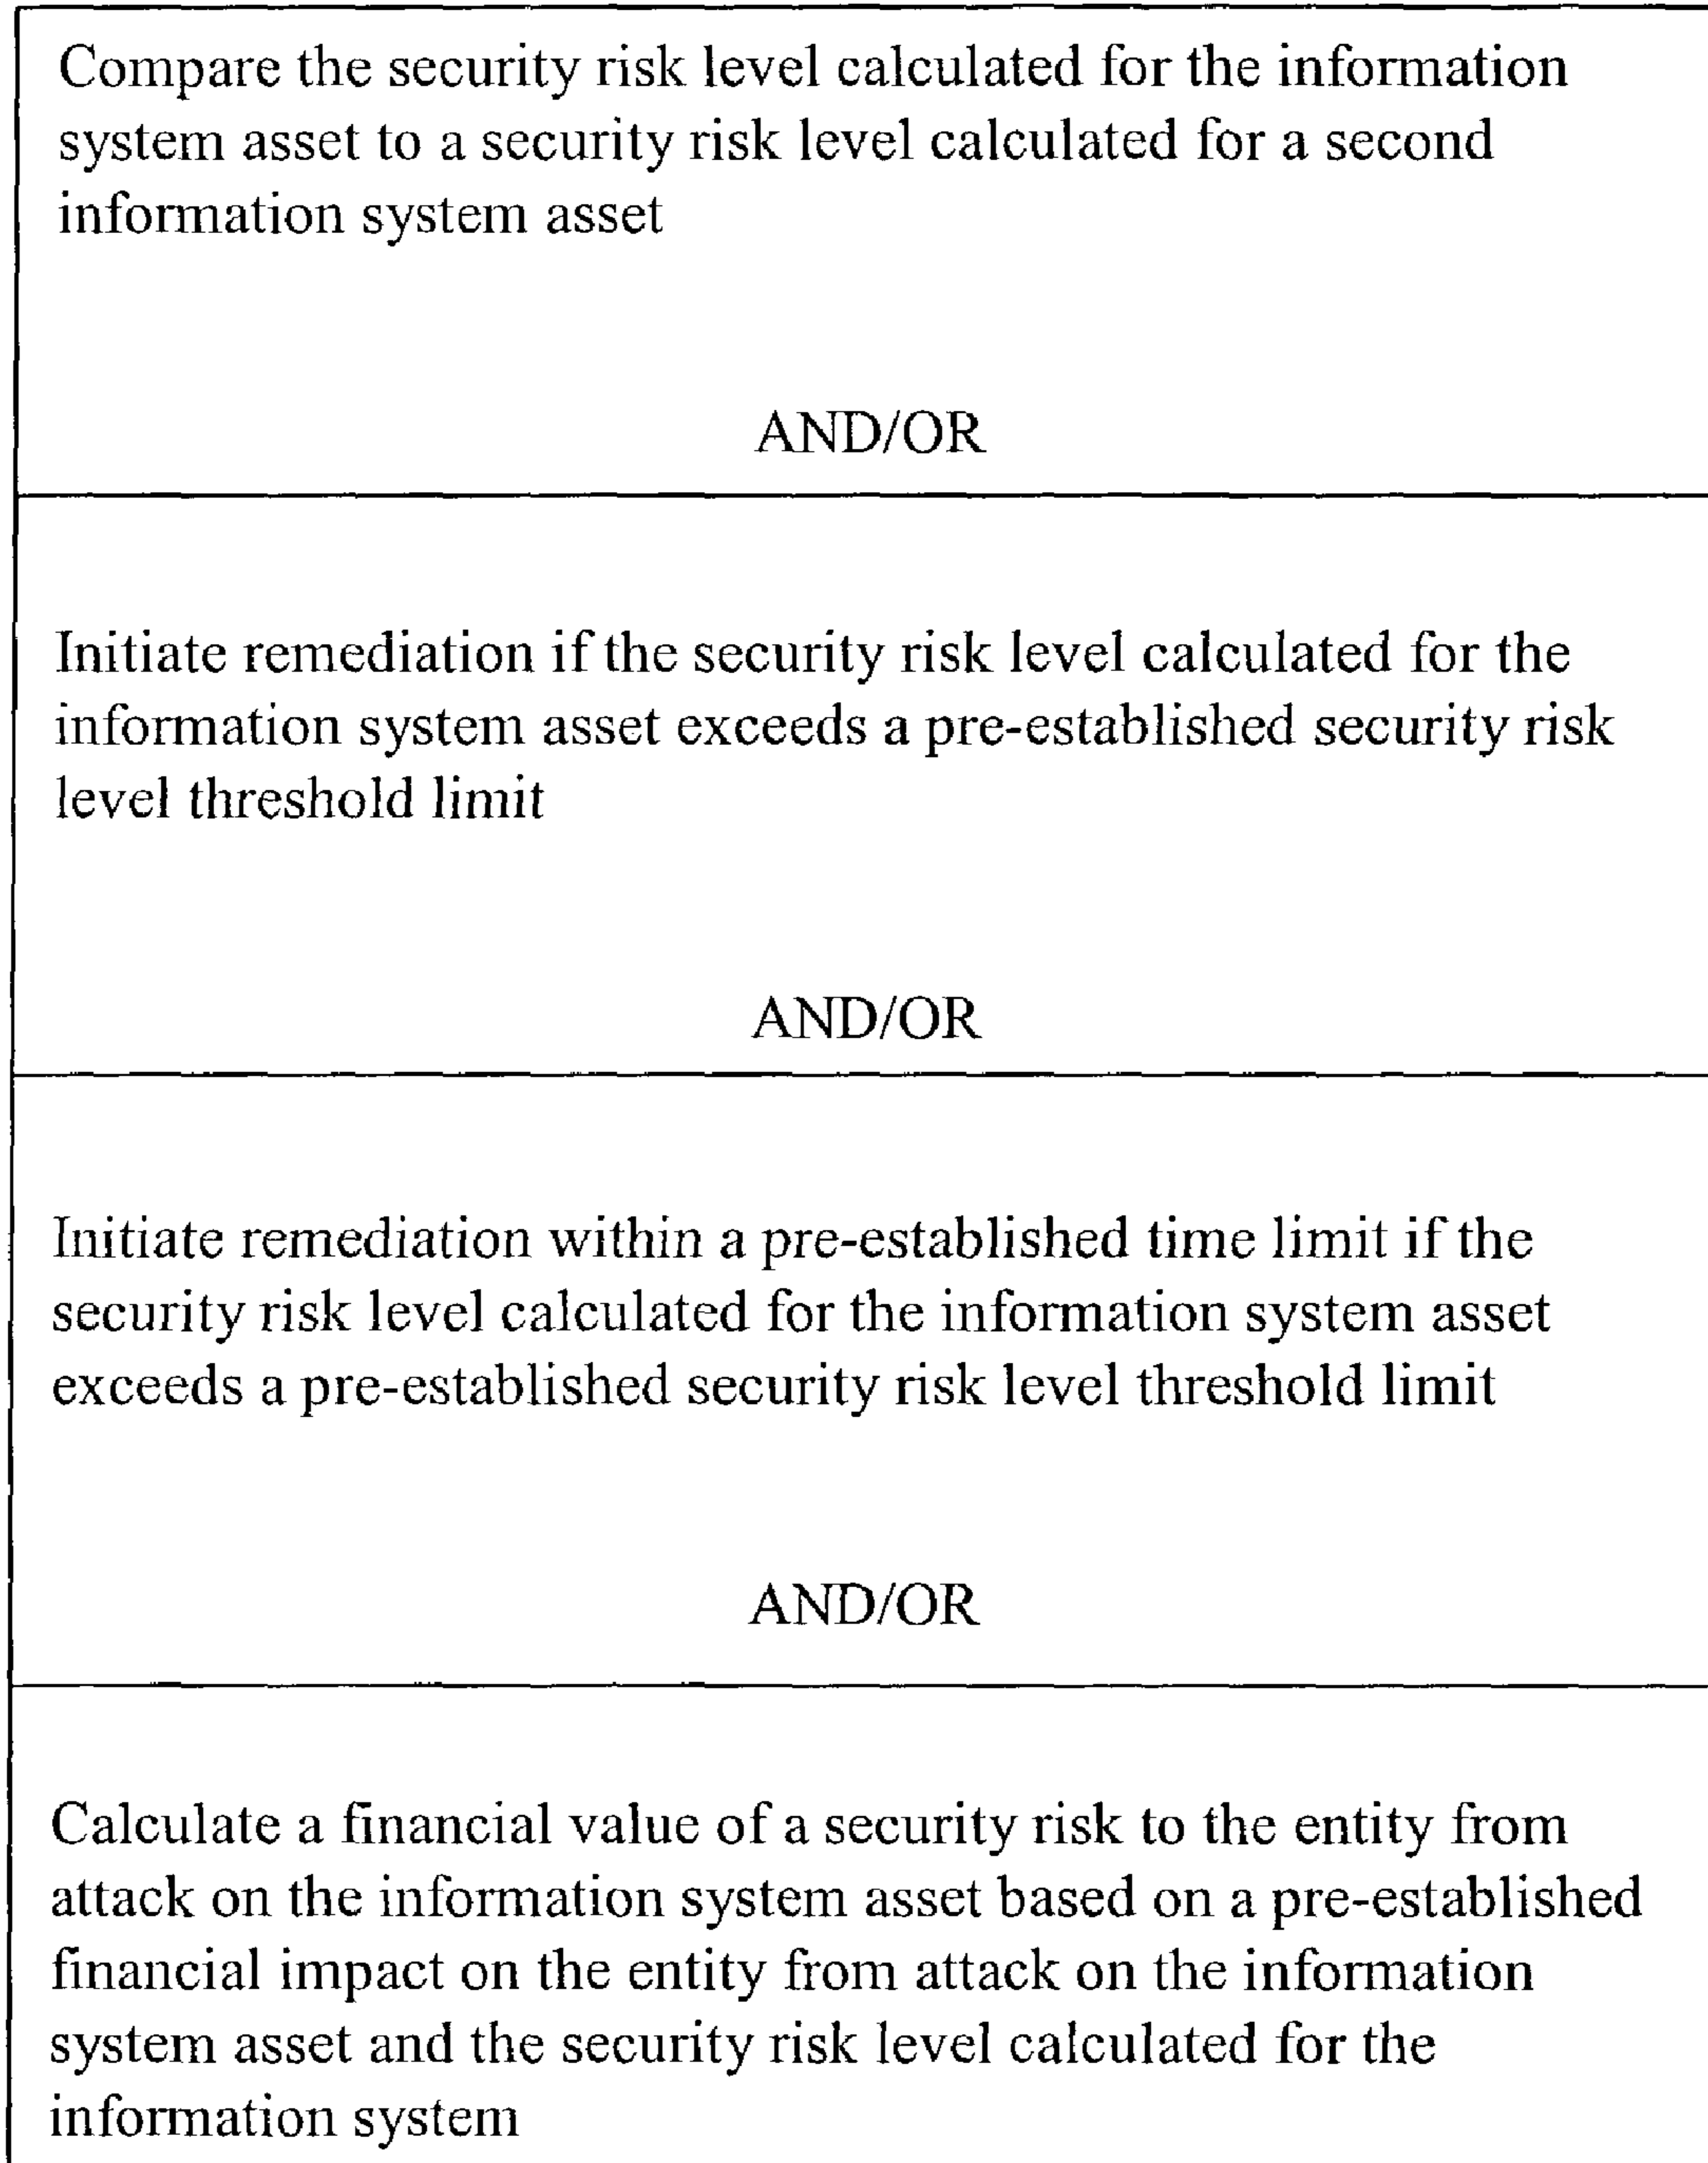 Compare the security risk level calculated for the information
system asset to a security risk level calculated for a second
information system asset
AND/OR
Initiate remediation if the security risk level calculated for the
information system asset exceeds a pre-established security risk
level threshold limit
AND/OR
Initiate remediation within a pre-established time limit if the
security risk level calculated for the information system asset
exceeds a pre-established security risk level threshold limit
AND/OR
Calculate a financial value of a security risk to the entity from
attack on the information system asset based on a pre-established
financial impact on the entity from attack on the information
system asset and the security risk level calculated for the
information system